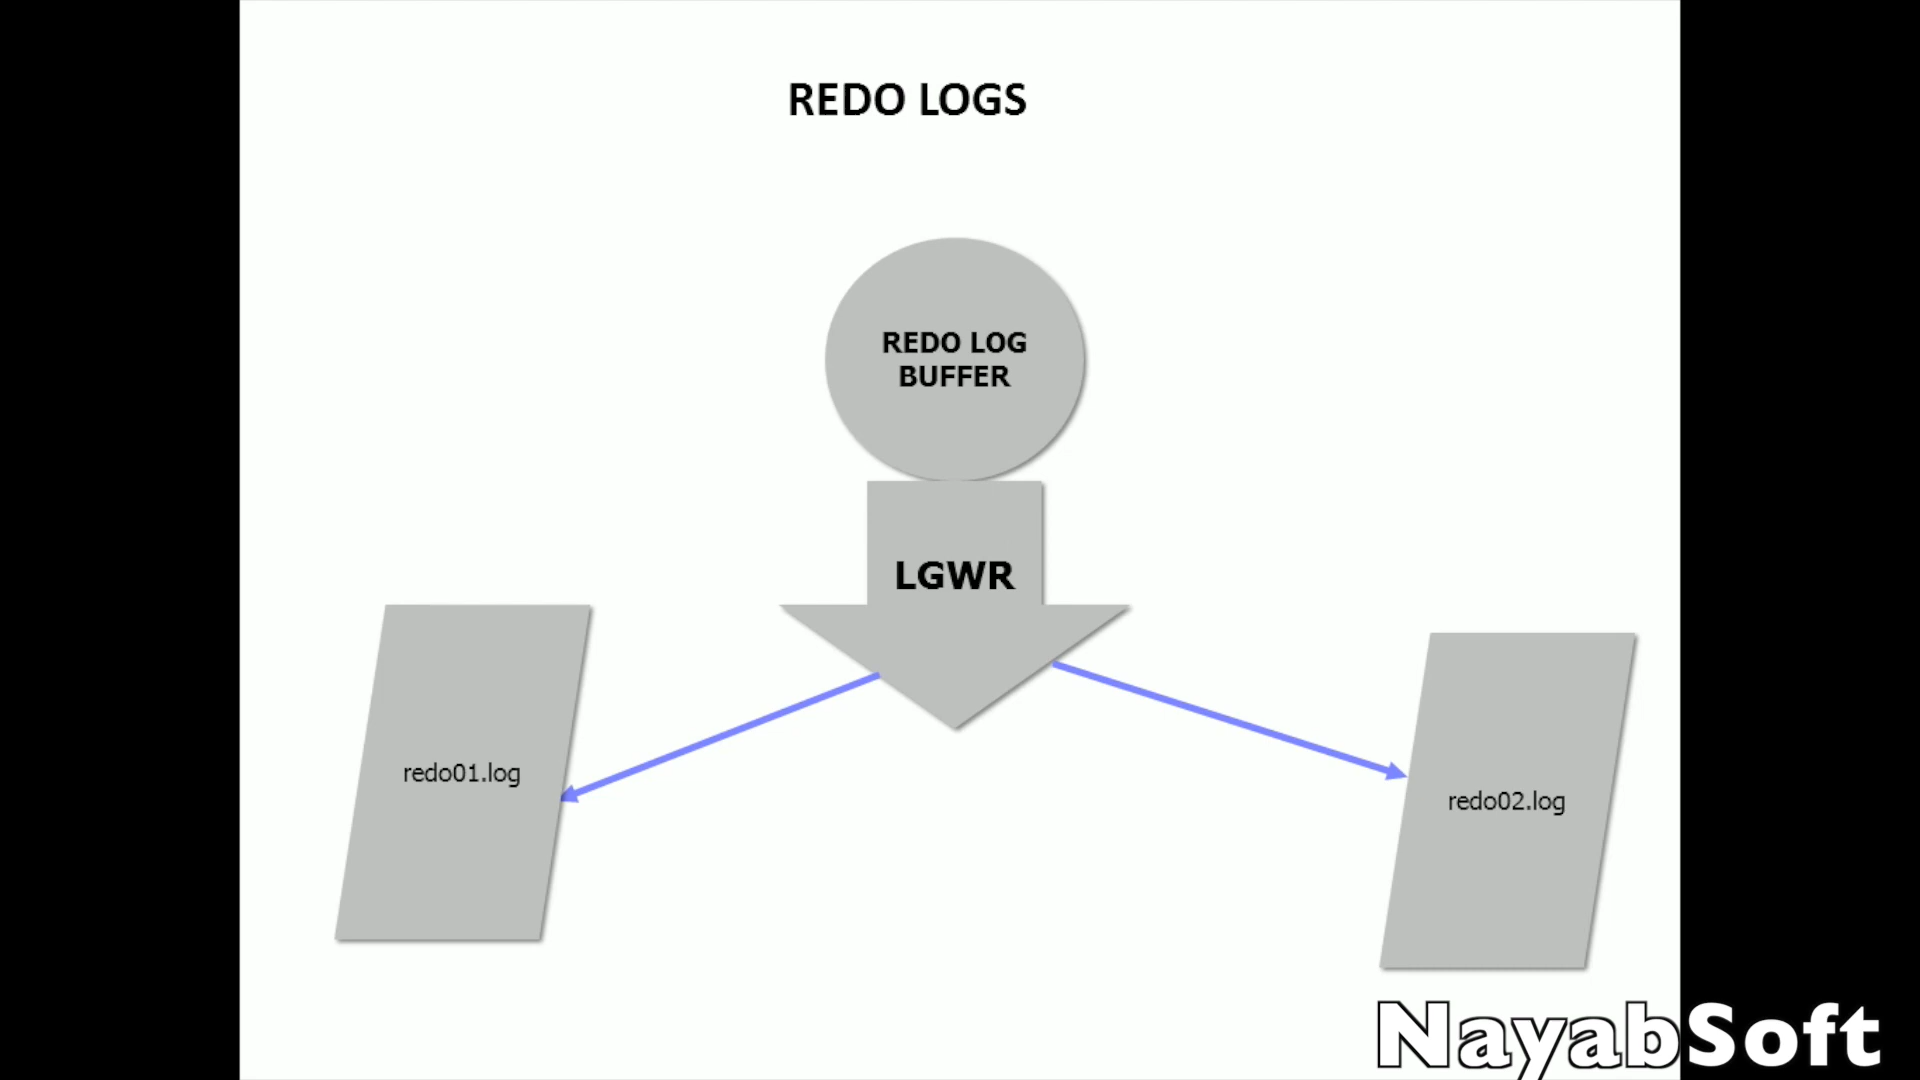 REDO LOGS
REDO LOG
BUFFER
LGWR
redo01.log
redo02.log
NayabSoft